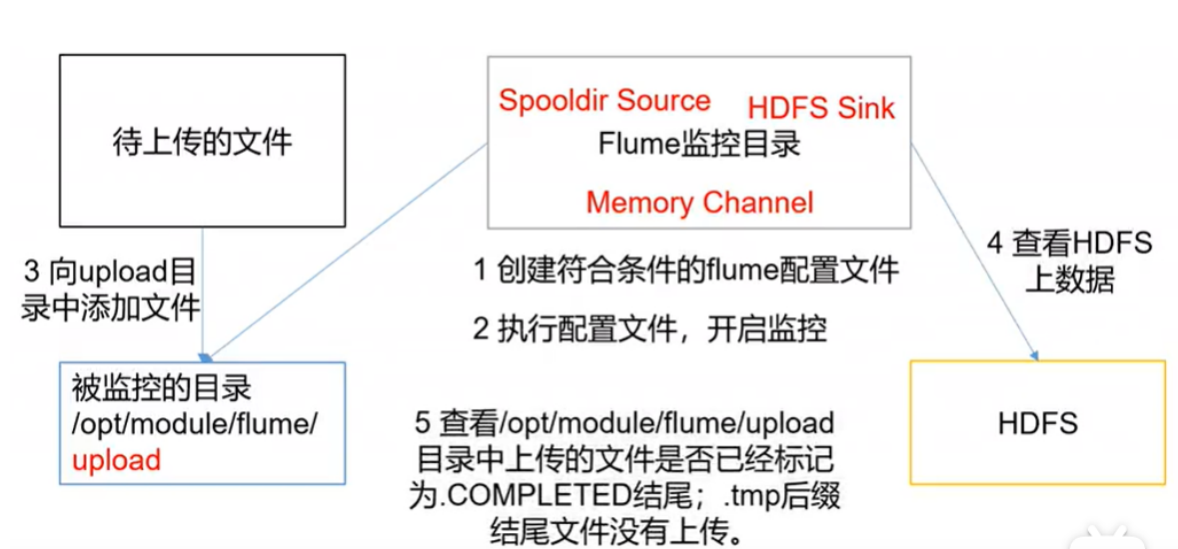 待上传的文件
Spooldir Source
HDFS Sink
Flume监控目录
Memory Channel
3 向upload目
录中添加文件
1 创建符合条件的flume配置文件
2 执行配置文件，开启监控
4 查看HDFS
上数据
被监控的目录
/opt/module/flume/
upload
5 查看/opt/module/flume/upload
目录中上传的文件是否已经标记
为.COMPLETED结尾；.tmp后缀
结尾文件没有上传。
HDFS